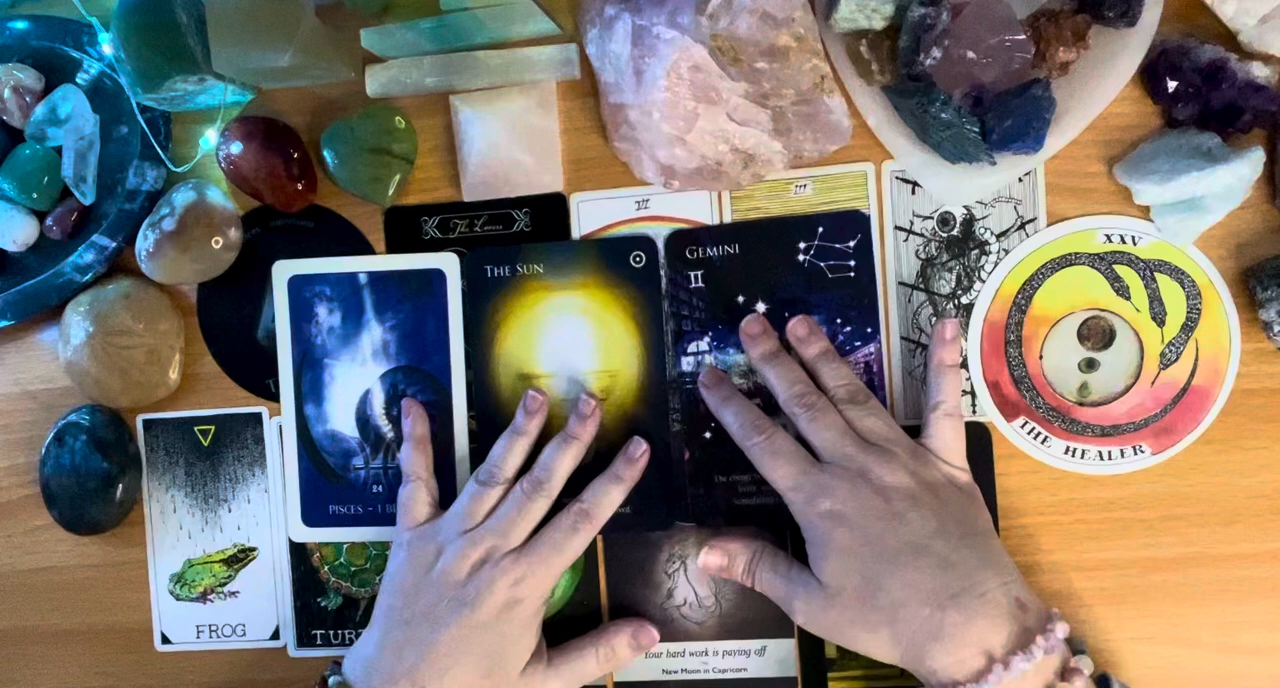 The Lovers
VI
III
THE SUN
GEMINI
XXV
THE HEALER
24
PISCES ~ 1
FROG
TUR
Your hard work is paying off
New Moon in Capricorn